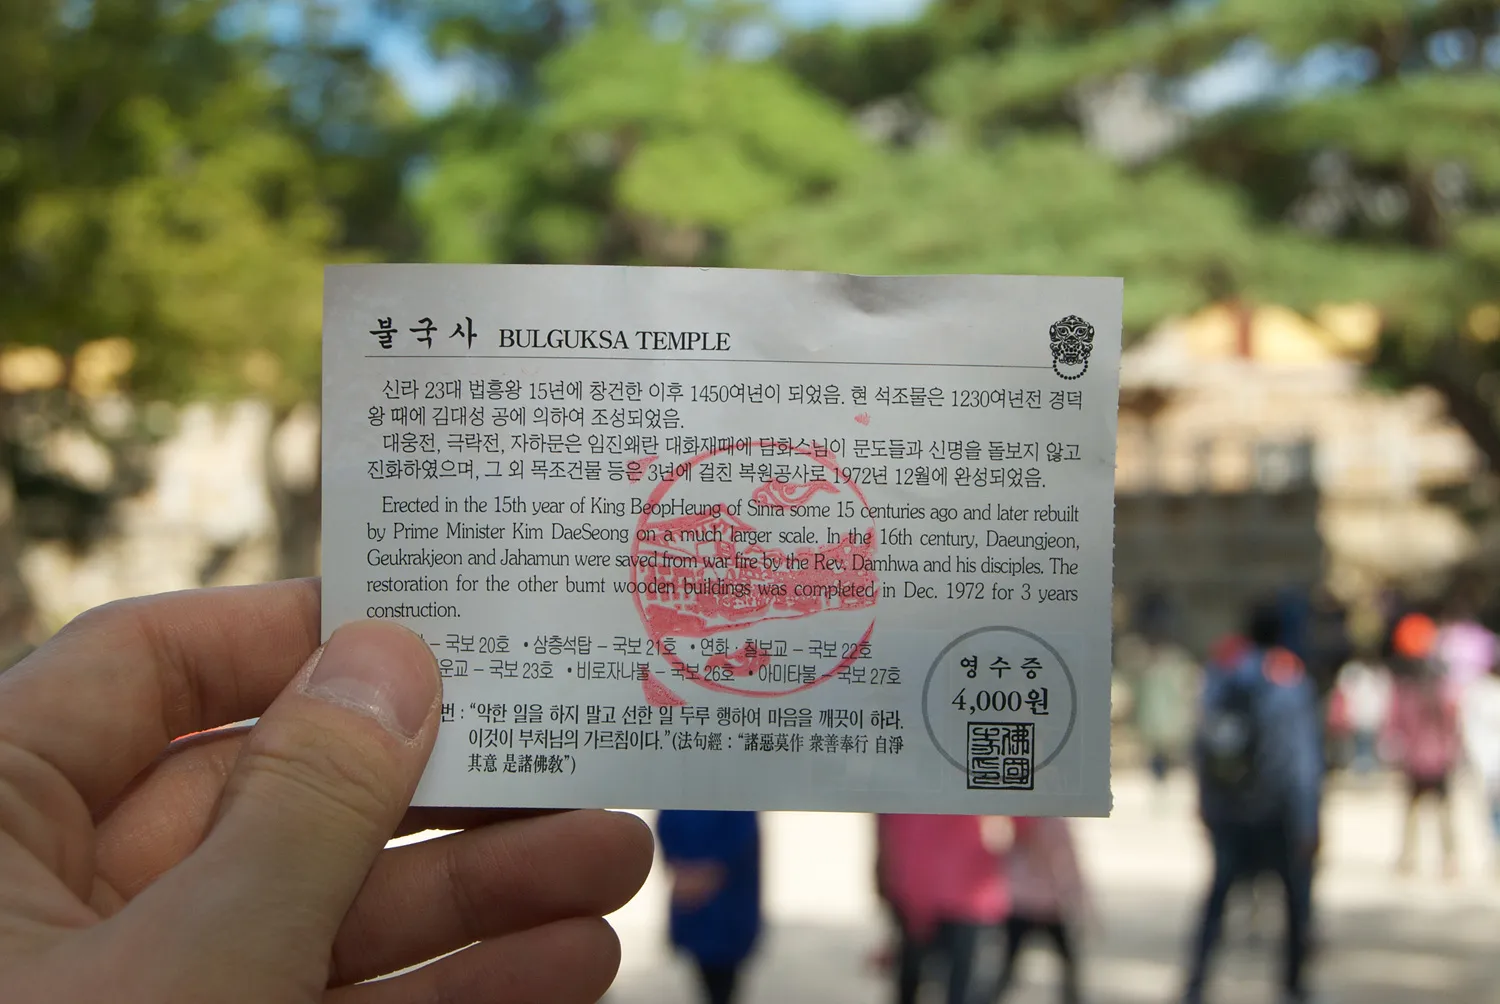 불국사 BULGUKSA TEMPLE
신라 23대 법흥왕 15년에 창건한 이후 1450여년이 되었음. 현 석조물은 1230여년전 경덕
왕 때에 김대성 공에 의하여 조성되었음.
대웅전, 극락전, 자하문은 임진왜란 대화재때에 담화스님이 문도들과 신명을 돌보지 않고
진화하였으며, 그 외 목조건물 등은 3년에 걸친 복원공사로 1972년 12월에 완성되었음.
Erected in the 15th year of King BeopHeung of Sinra some 15 centuries ago and later rebuilt
by Prime Minister Kim DaeSeong on a much larger scale. In the 16th century, Daeungjeon,
Geukrakjeon and Jahamun were saved from war fire by the Rev. Damhwa and his disciples. The
restoration for the other burnt wooden buildings was completed in Dec. 1972 for 3 years
construction.
– 국보 20호 • 삼층석탑 – 국보 21호 • 연화 · 칠보교 – 국보 22호
운교 – 국보 23호 • 비로자나불 – 국보 26호 • 아미타불 – 국보 27호
번 : “악한 일을 하지 말고 선한 일 두루 행하여 마음을 깨끗이 하라.
이것이 부처님의 가르침이다.”(法句經 : “諸惡莫作 衆善奉行 自淨
其意 是諸佛敎”)
영수증
4,000원